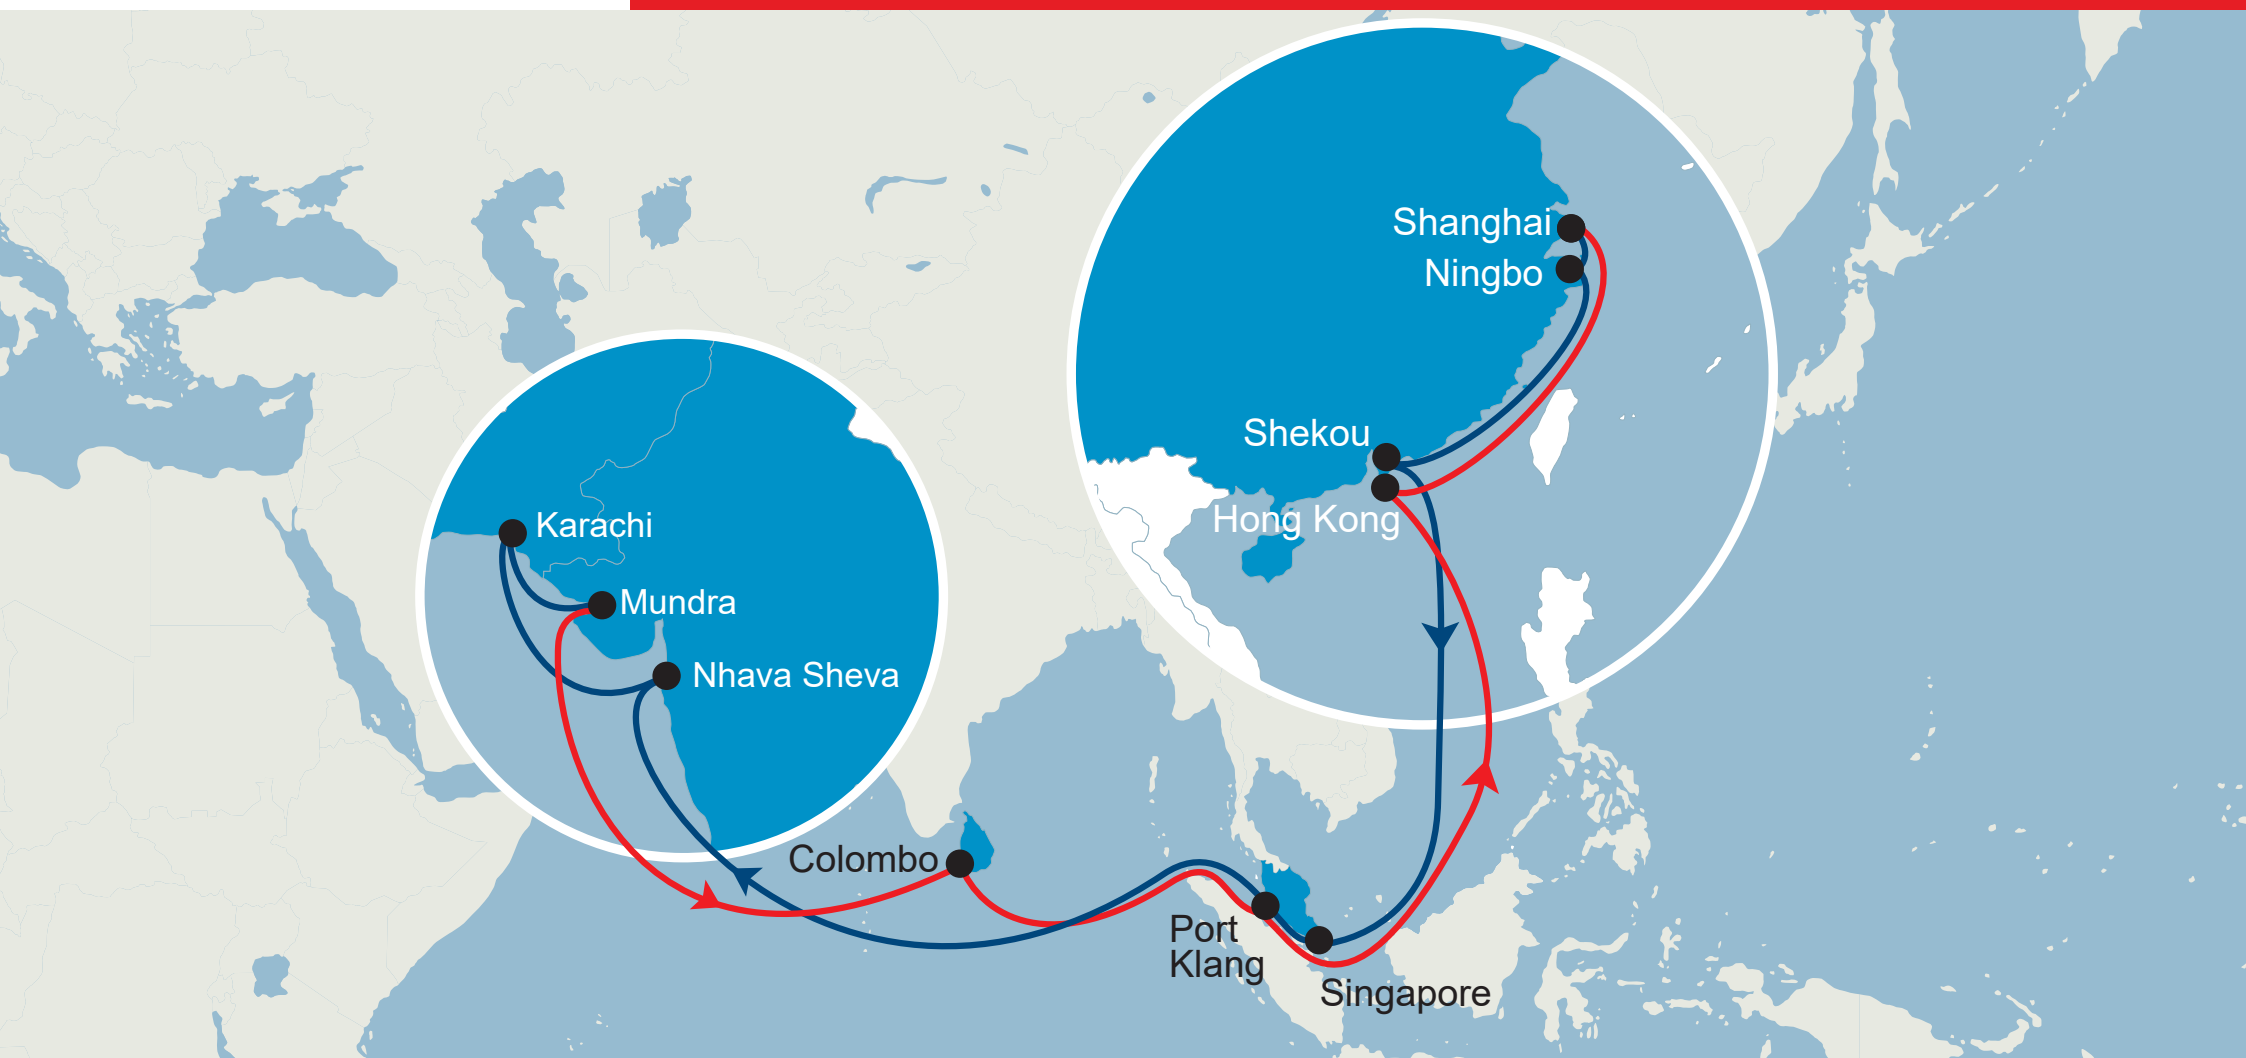 Shanghai
Ningbo
Shekou
Hong Kong
Karachi
Mundra
Nhava Sheva
Colombo
Port
Klang
Singapore